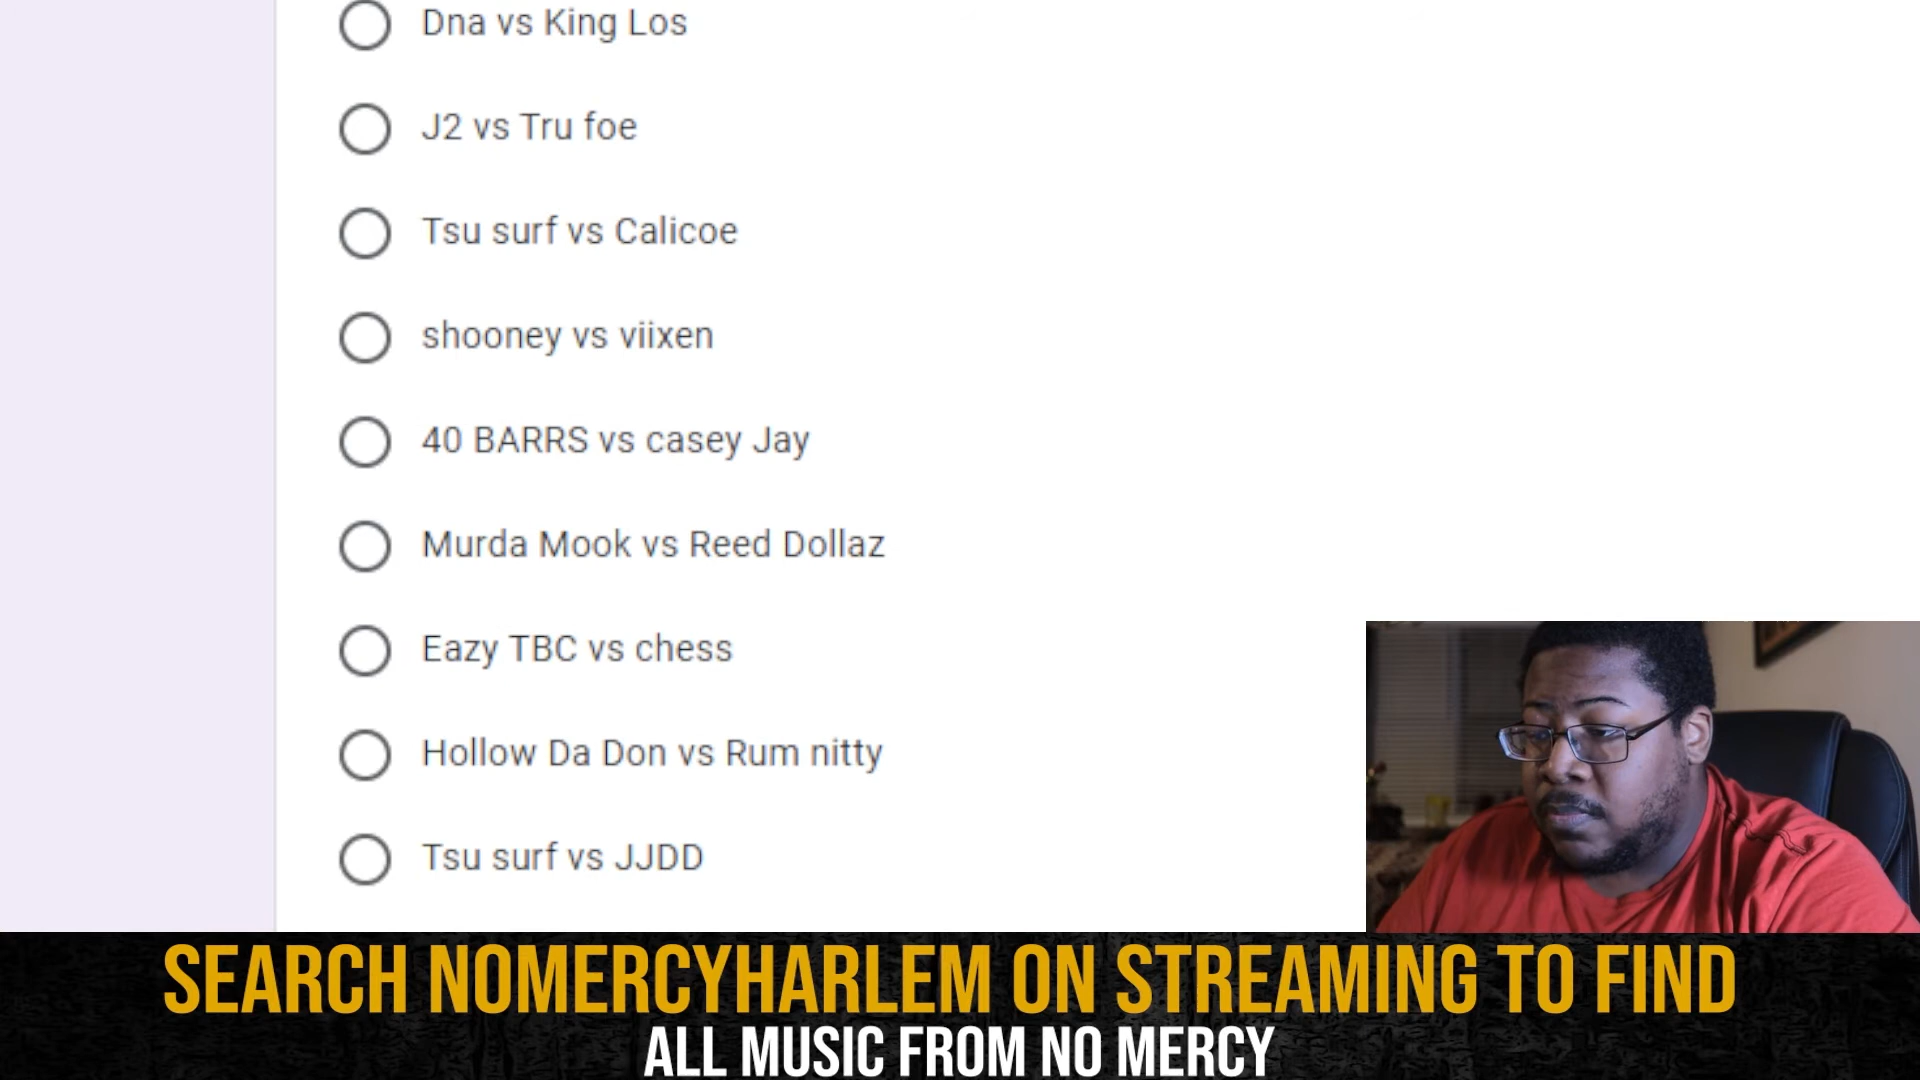 Dna vs King Los
J2 vs Tru foe
Tsu surf vs Calicoe
shooney vs viixen
40 BARRS vs casey Jay
Murda Mook vs Reed Dollaz
Eazy TBC vs chess
Hollow Da Don vs Rum nitty
Tsu surf vs JJDD
SEARCH NOMERCYHARLEM ON STREAMING TO FIND
ALL MUSIC FROM NO MERCY